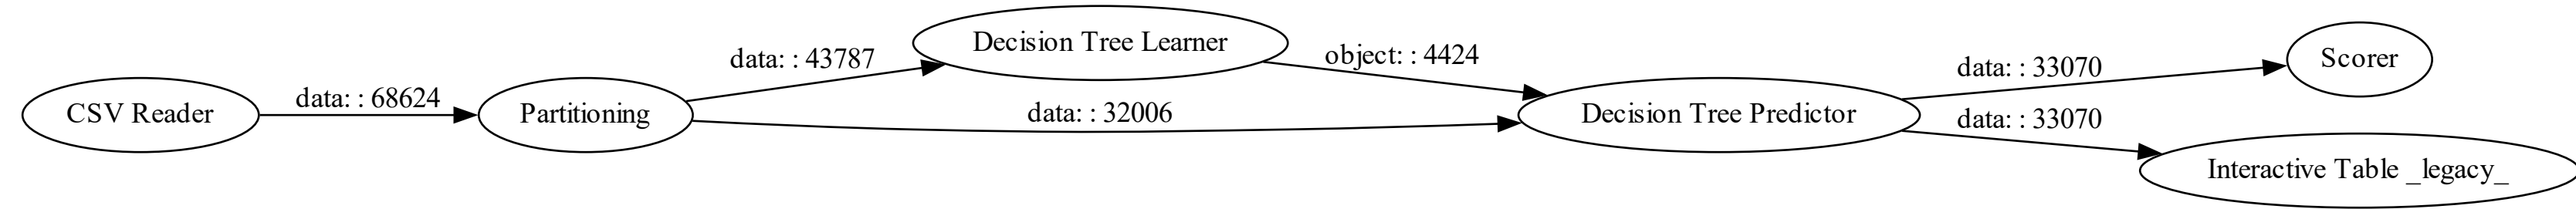 CSV Reader
data: : 68624
Partitioning
data: : 43787
Decision Tree Learner
object: : 4424
data: : 32006
Decision Tree Predictor
data: : 33070
Scorer
data: : 33070
Interactive Table _legacy_